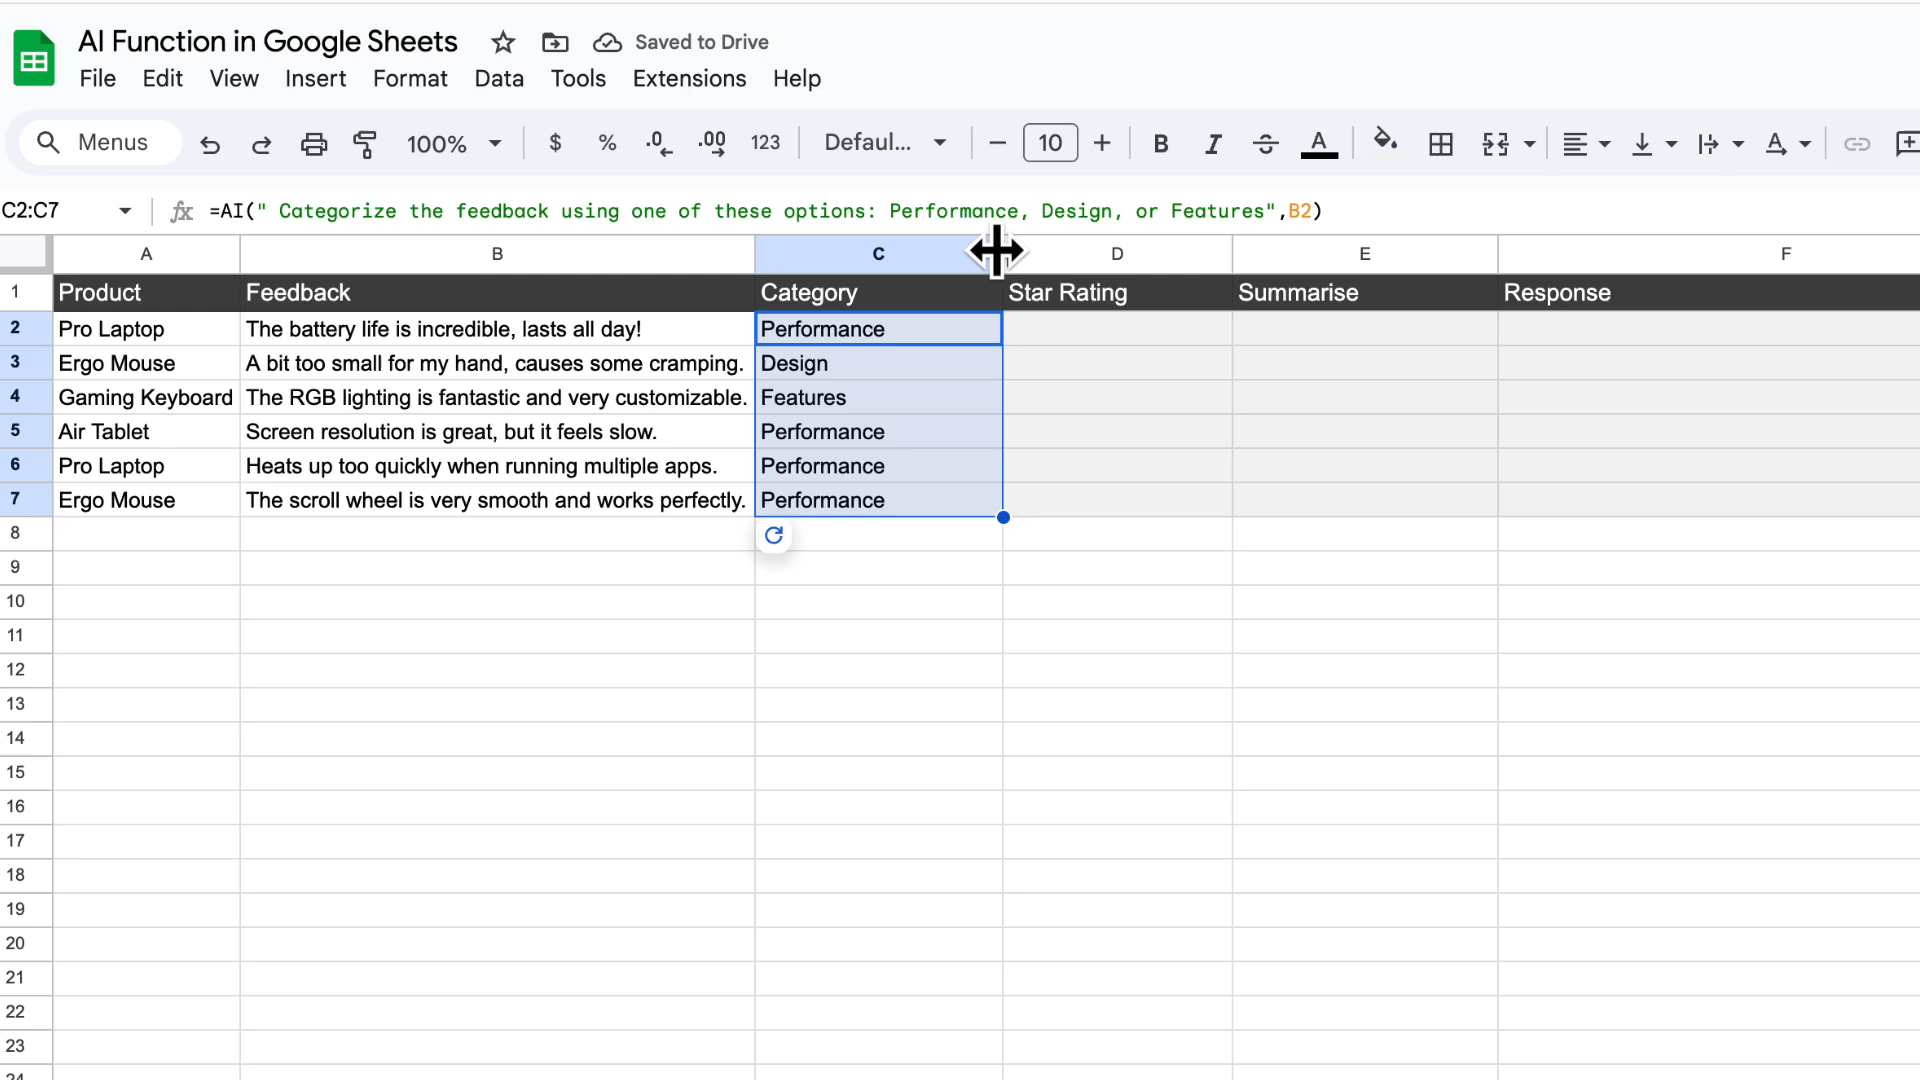 AI Function in Google Sheets Saved to Drive
File Edit View Insert Format Data Tools Extensions Help
Menus 100% $ % .0 .00 123 Defaul... 10 B I S A A
C2:C7 fx =AI(" Categorize the feedback using one of these options: Performance, Design, or Features",B2)
A B C D E F
1 Product Feedback Category Star Rating Summarise Response
2 Pro Laptop The battery life is incredible, lasts all day! Performance
3 Ergo Mouse A bit too small for my hand, causes some cramping. Design
4 Gaming Keyboard The RGB lighting is fantastic and very customizable. Features
5 Air Tablet Screen resolution is great, but it feels slow. Performance
6 Pro Laptop Heats up too quickly when running multiple apps. Performance
7 Ergo Mouse The scroll wheel is very smooth and works perfectly. Performance
8
9
10
11
12
13
14
15
16
17
18
19
20
21
22
23
24